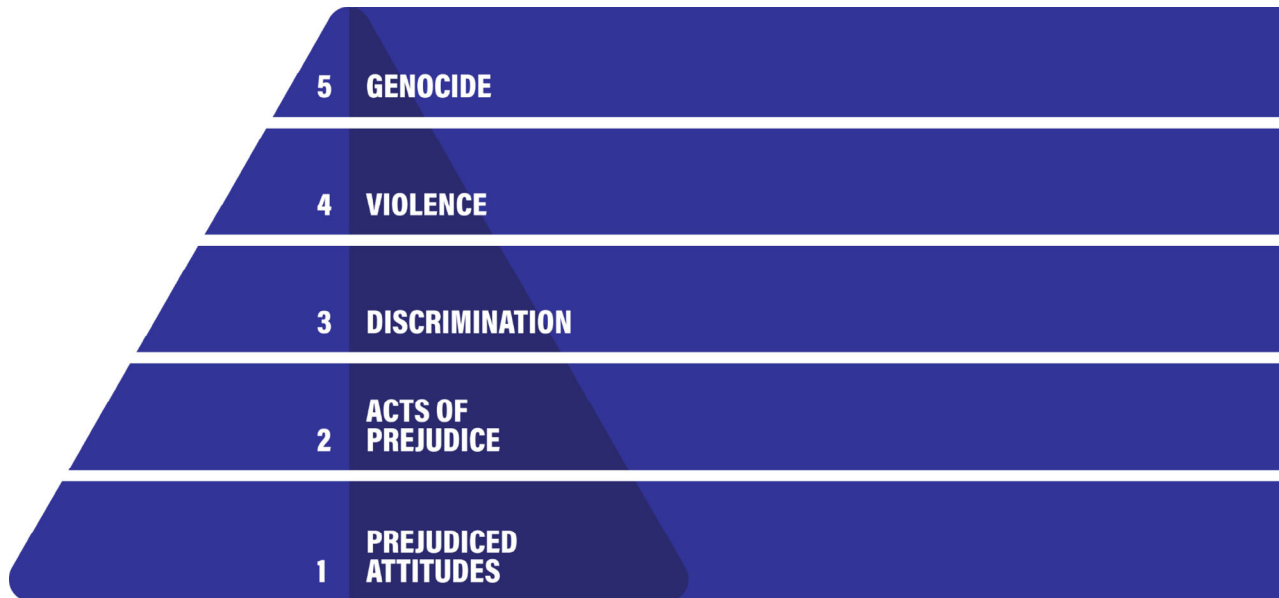 5 GENOCIDE
4 VIOLENCE
3 DISCRIMINATION
ACTS OF
2 PREJUDICE
PREJUDICED
1 ATTITUDES